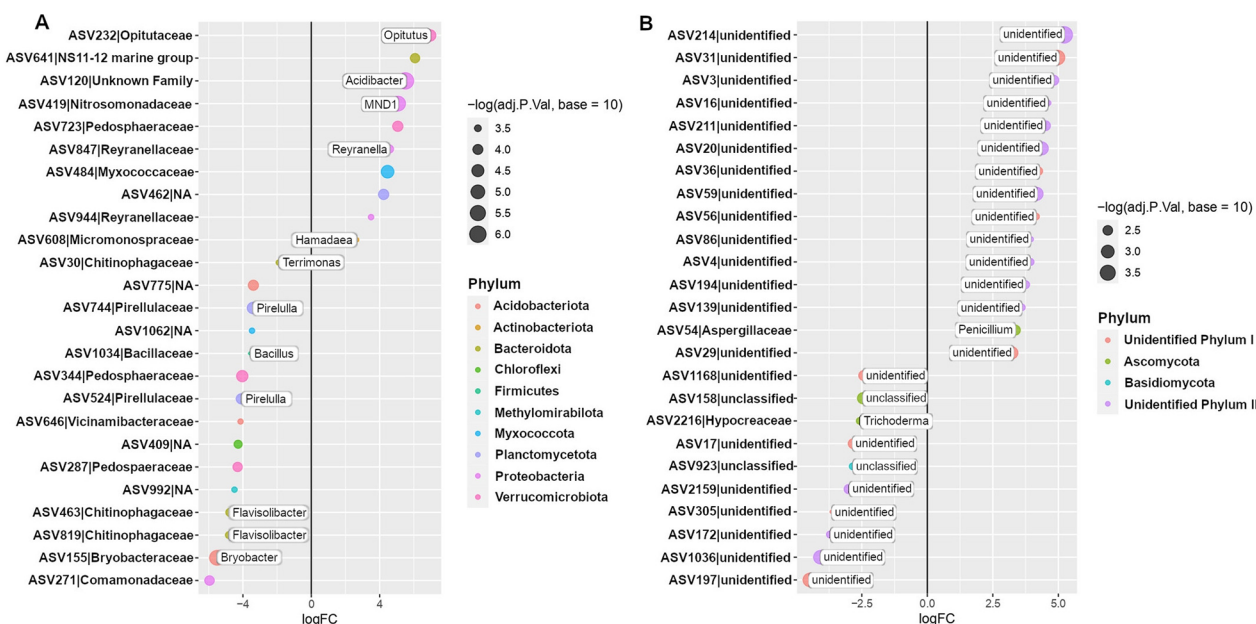 A
ASV232|Opitutaceae
Opitutus
ASV641|NS11-12 marine group
ASV120|Unknown Family
Acidibacter
ASV419|Nitrosomonadaceae
MND1
ASV723|Pedosphaeraceae
ASV847|Reyranellaceae
Reyranella
ASV484|Myxococcaceae
ASV462|NA
ASV944|Reyranellaceae
ASV608|Micromonospraceae
Hamadaea
ASV30|Chitinophagaceae
Terrimonas
ASV775|NA
ASV744|Pirellulaceae
Pirelulla
ASV1062|NA
ASV1034|Bacillaceae
Bacillus
ASV344|Pedosphaeraceae
ASV524|Pirellulaceae
Pirelulla
ASV646|Vicinamibacteraceae
ASV409|NA
ASV287|Pedospaeraceae
ASV992|NA
ASV463|Chitinophagaceae
Flavisolibacter
ASV819|Chitinophagaceae
Flavisolibacter
ASV155|Bryobacteraceae
Bryobacter
ASV271|Comamonadaceae
−4
0
4
logFC
−log(adj.P.Val, base = 10)
3.5
4.0
4.5
5.0
5.5
6.0
Phylum
Acidobacteriota
Actinobacteriota
Bacteroidota
Chloroflexi
Firmicutes
Methylomirabilota
Myxococcota
Planctomycetota
Proteobacteria
Verrucomicrobiota
B
ASV214|unidentified
unidentified
ASV31|unidentified
unidentified
ASV3|unidentified
unidentified
ASV16|unidentified
unidentified
ASV211|unidentified
unidentified
ASV20|unidentified
unidentified
ASV36|unidentified
unidentified
ASV59|unidentified
unidentified
ASV56|unidentified
unidentified
ASV86|unidentified
unidentified
ASV4|unidentified
unidentified
ASV194|unidentified
unidentified
ASV139|unidentified
unidentified
ASV54|Aspergillaceae
Penicillium
ASV29|unidentified
unidentified
ASV1168|unidentified
unidentified
ASV158|unclassified
unclassified
ASV2216|Hypocreaceae
Trichoderma
ASV17|unidentified
unidentified
ASV923|unclassified
unclassified
ASV2159|unidentified
unidentified
ASV305|unidentified
unidentified
ASV172|unidentified
unidentified
ASV1036|unidentified
unidentified
ASV197|unidentified
unidentified
−2.5
0.0
2.5
5.0
logFC
−log(adj.P.Val, base = 10)
2.5
3.0
3.5
Phylum
Unidentified Phylum I
Ascomycota
Basidiomycota
Unidentified Phylum II